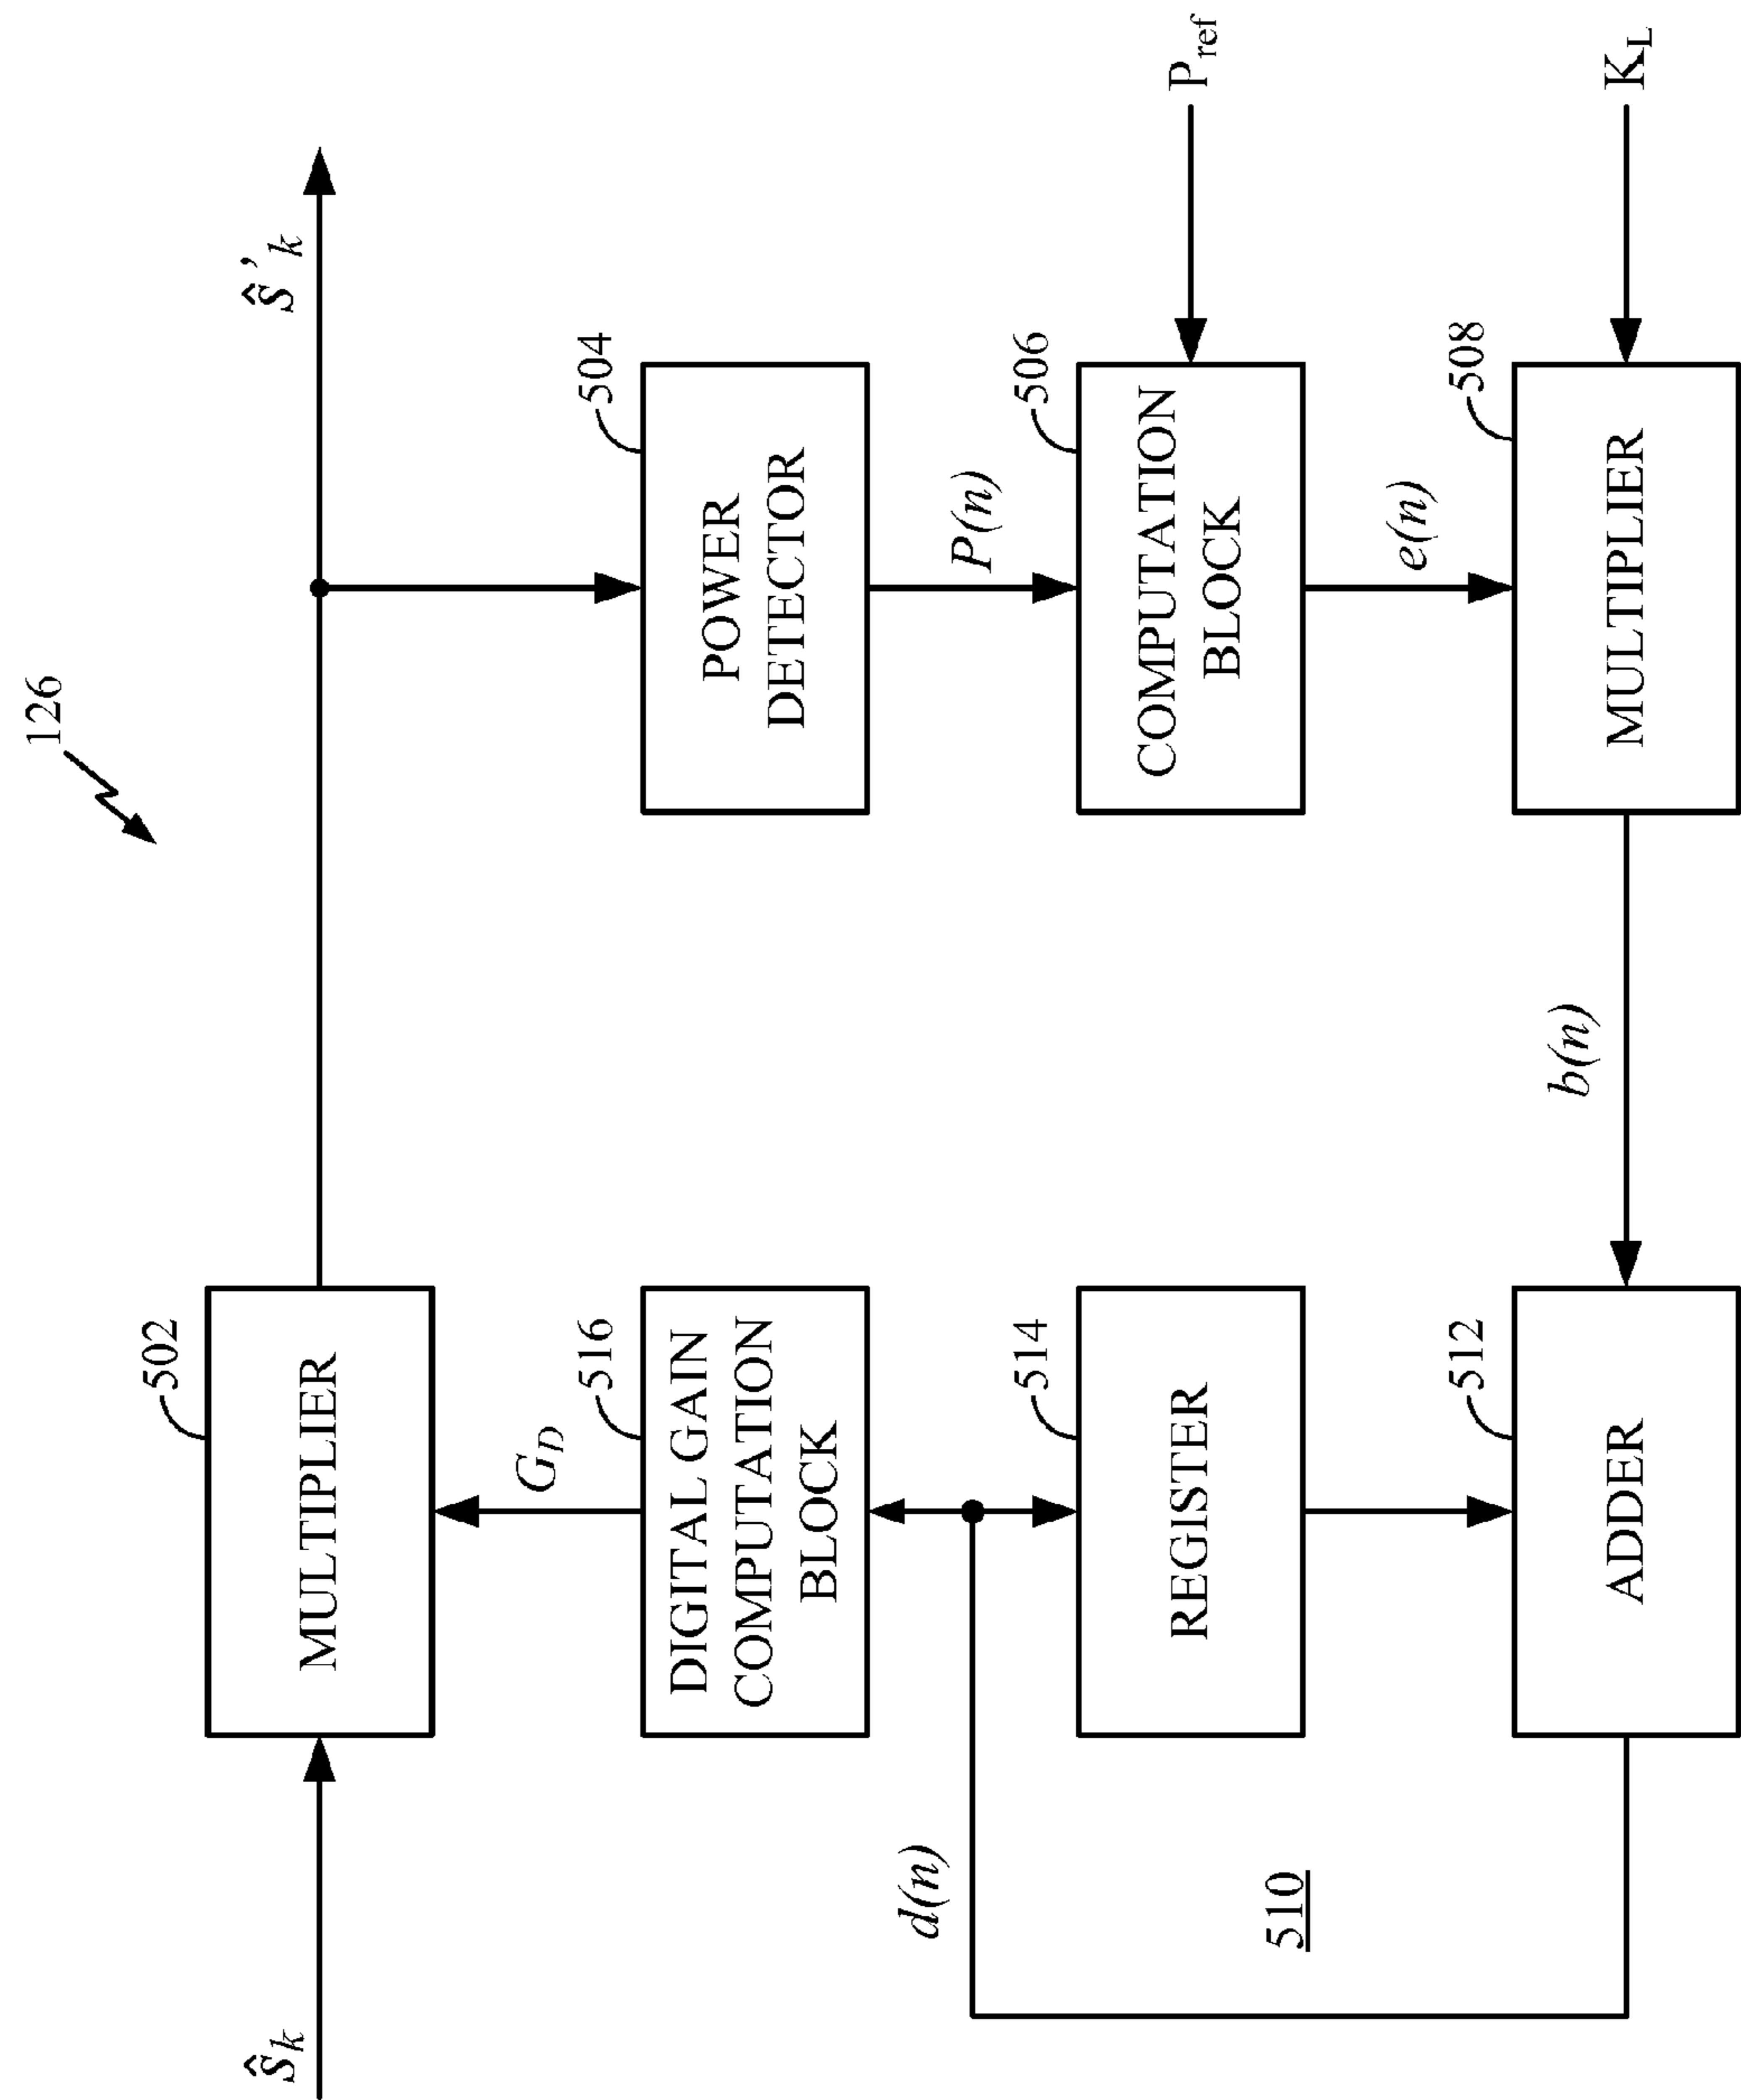 126
ŝk
502
MULTIPLIER
ŝ'k
GD
516
DIGITAL GAIN
COMPUTATION
BLOCK
504
POWER
DETECTOR
d(n)
P(n)
514
REGISTER
506
COMPUTATION
BLOCK
Pref
510
e(n)
512
ADDER
b(n)
508
MULTIPLIER
KL